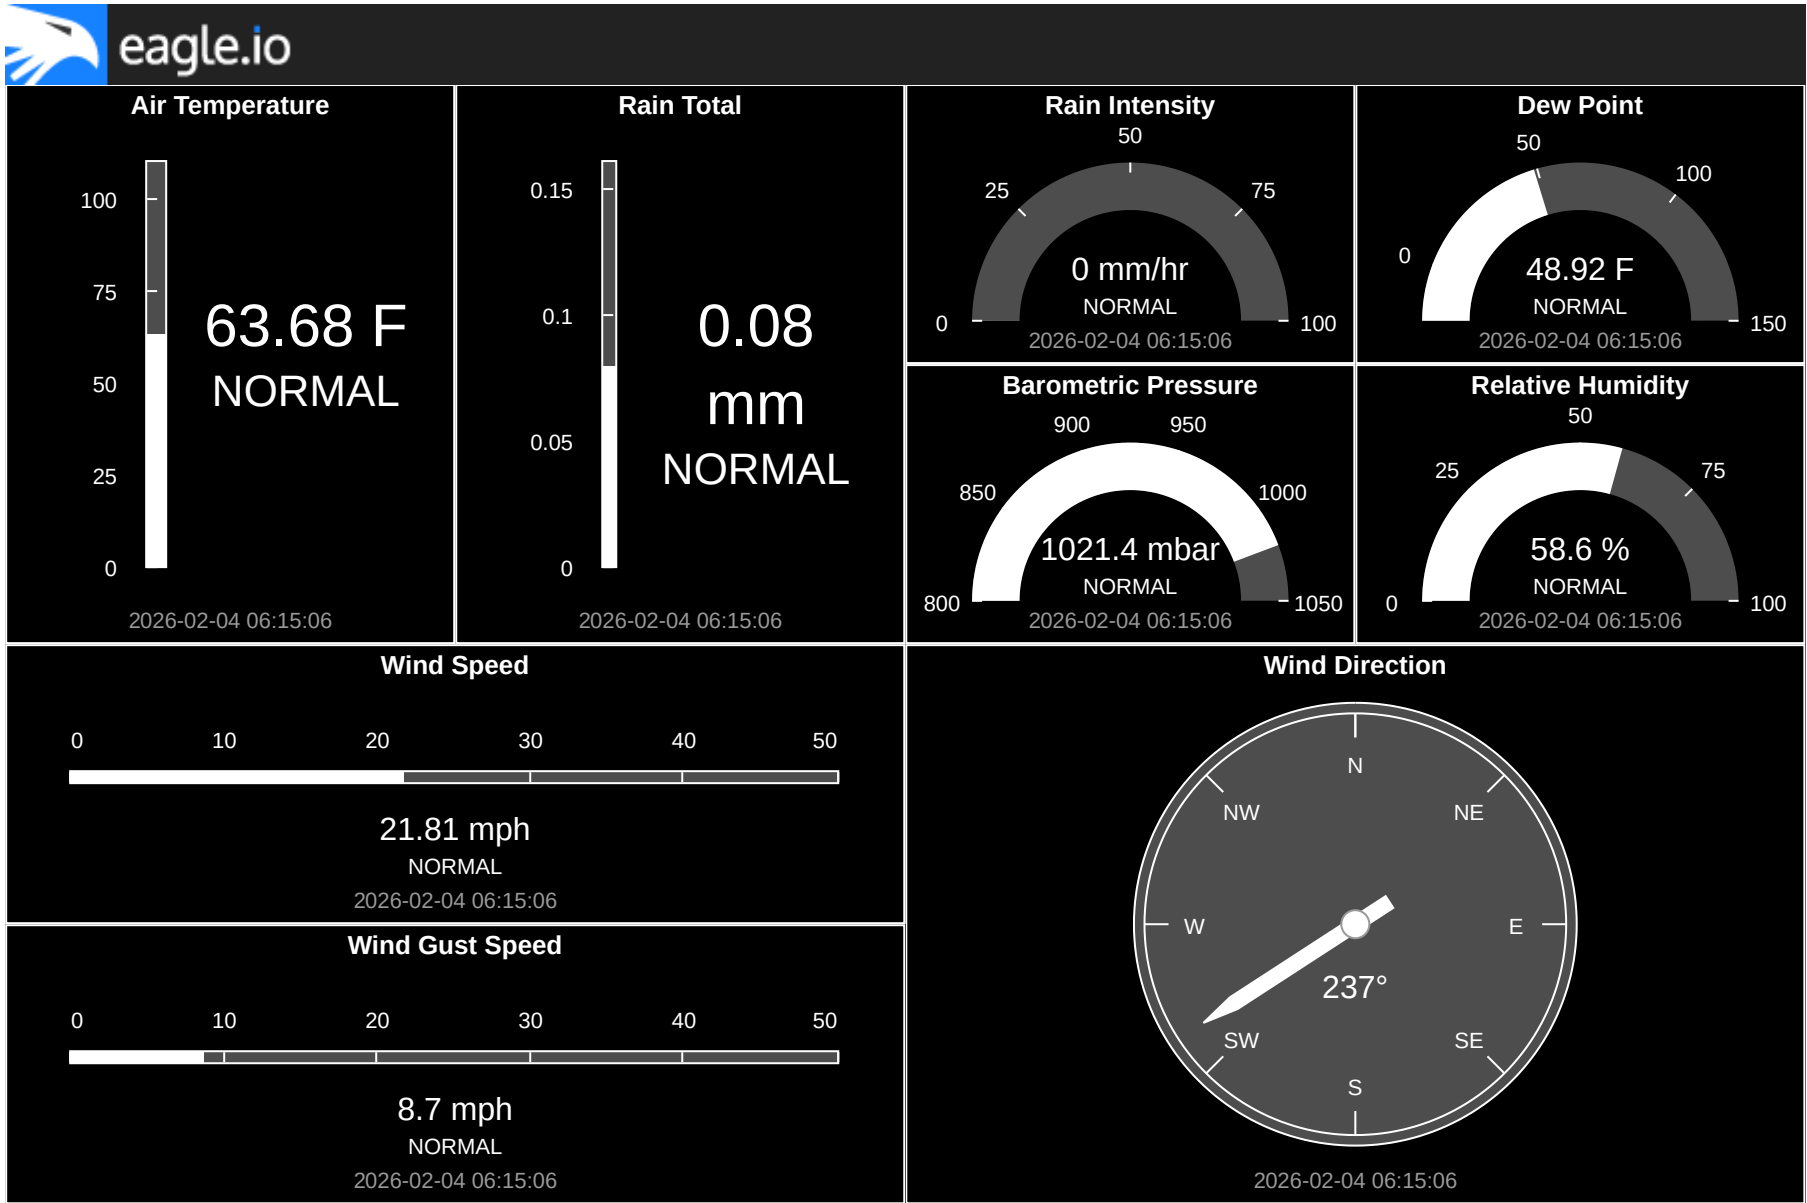 eagle.io
Air Temperature
100
75
50
25
0
63.68 F
NORMAL
2026-02-04 06:15:06
Rain Total
0.15
0.1
0.05
0
0.08
mm
NORMAL
2026-02-04 06:15:06
Rain Intensity
0
25
50
75
100
0 mm/hr
NORMAL
2026-02-04 06:15:06
Dew Point
0
50
100
150
48.92 F
NORMAL
2026-02-04 06:15:06
Barometric Pressure
800
850
900
950
1000
1050
1021.4 mbar
NORMAL
2026-02-04 06:15:06
Relative Humidity
0
25
50
75
100
58.6 %
NORMAL
2026-02-04 06:15:06
Wind Speed
0 10 20 30 40 50
21.81 mph
NORMAL
2026-02-04 06:15:06
Wind Gust Speed
0 10 20 30 40 50
8.7 mph
NORMAL
2026-02-04 06:15:06
Wind Direction
N
NW NE
W E
237°
SW SE
S
2026-02-04 06:15:06